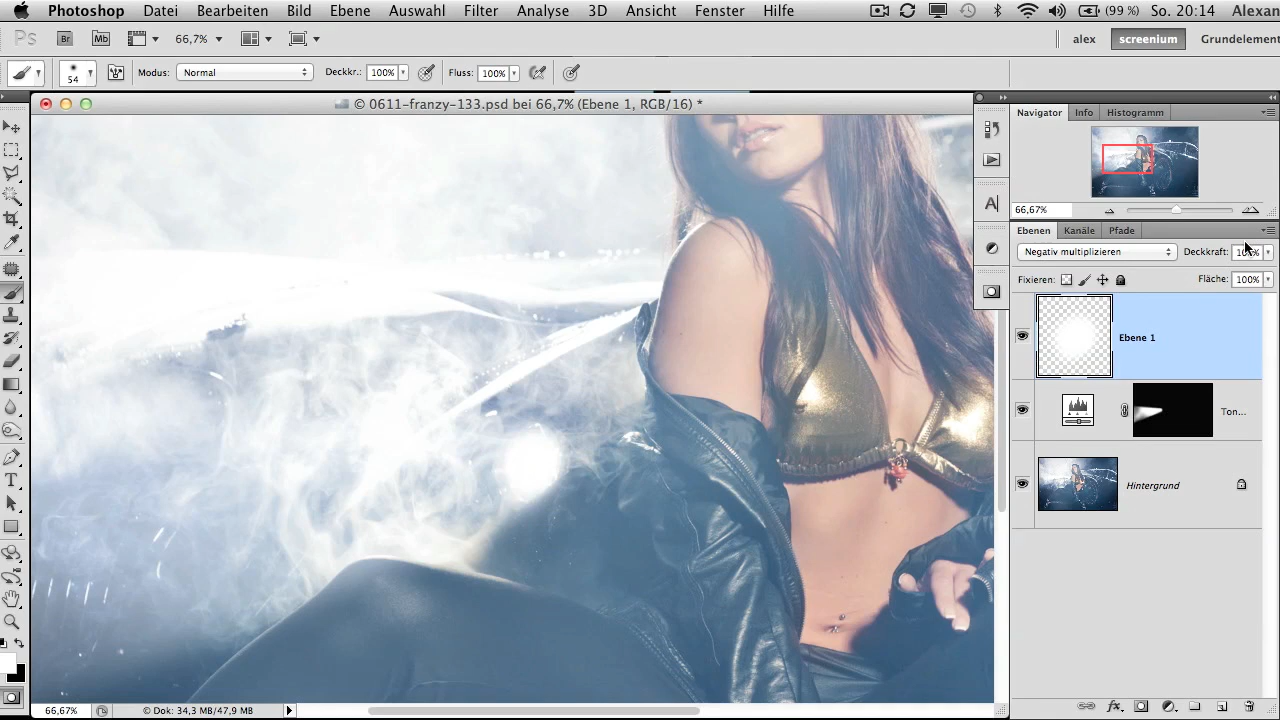 Photoshop Datei Bearbeiten Bild Ebene Auswahl Filter Analyse 3D Ansicht Fenster Hilfe (99 %) So. 20:14 Alexan
Ps Br Mb 66,7% alex screenium Grundelement
54 Modus: Normal Deckkr.: 100% Fluss: 100%
© 0611-franzy-133.psd bei 66,7% (Ebene 1, RGB/16) *
Navigator Info Histogramm
66,67%
Ebenen Kanäle Pfade
Negativ multiplizieren Deckkraft: 100%
Fixieren: Fläche: 100%
Ebene 1
Ton...
Hintergrund
66,67% © Dok: 34,3 MB/47,9 MB